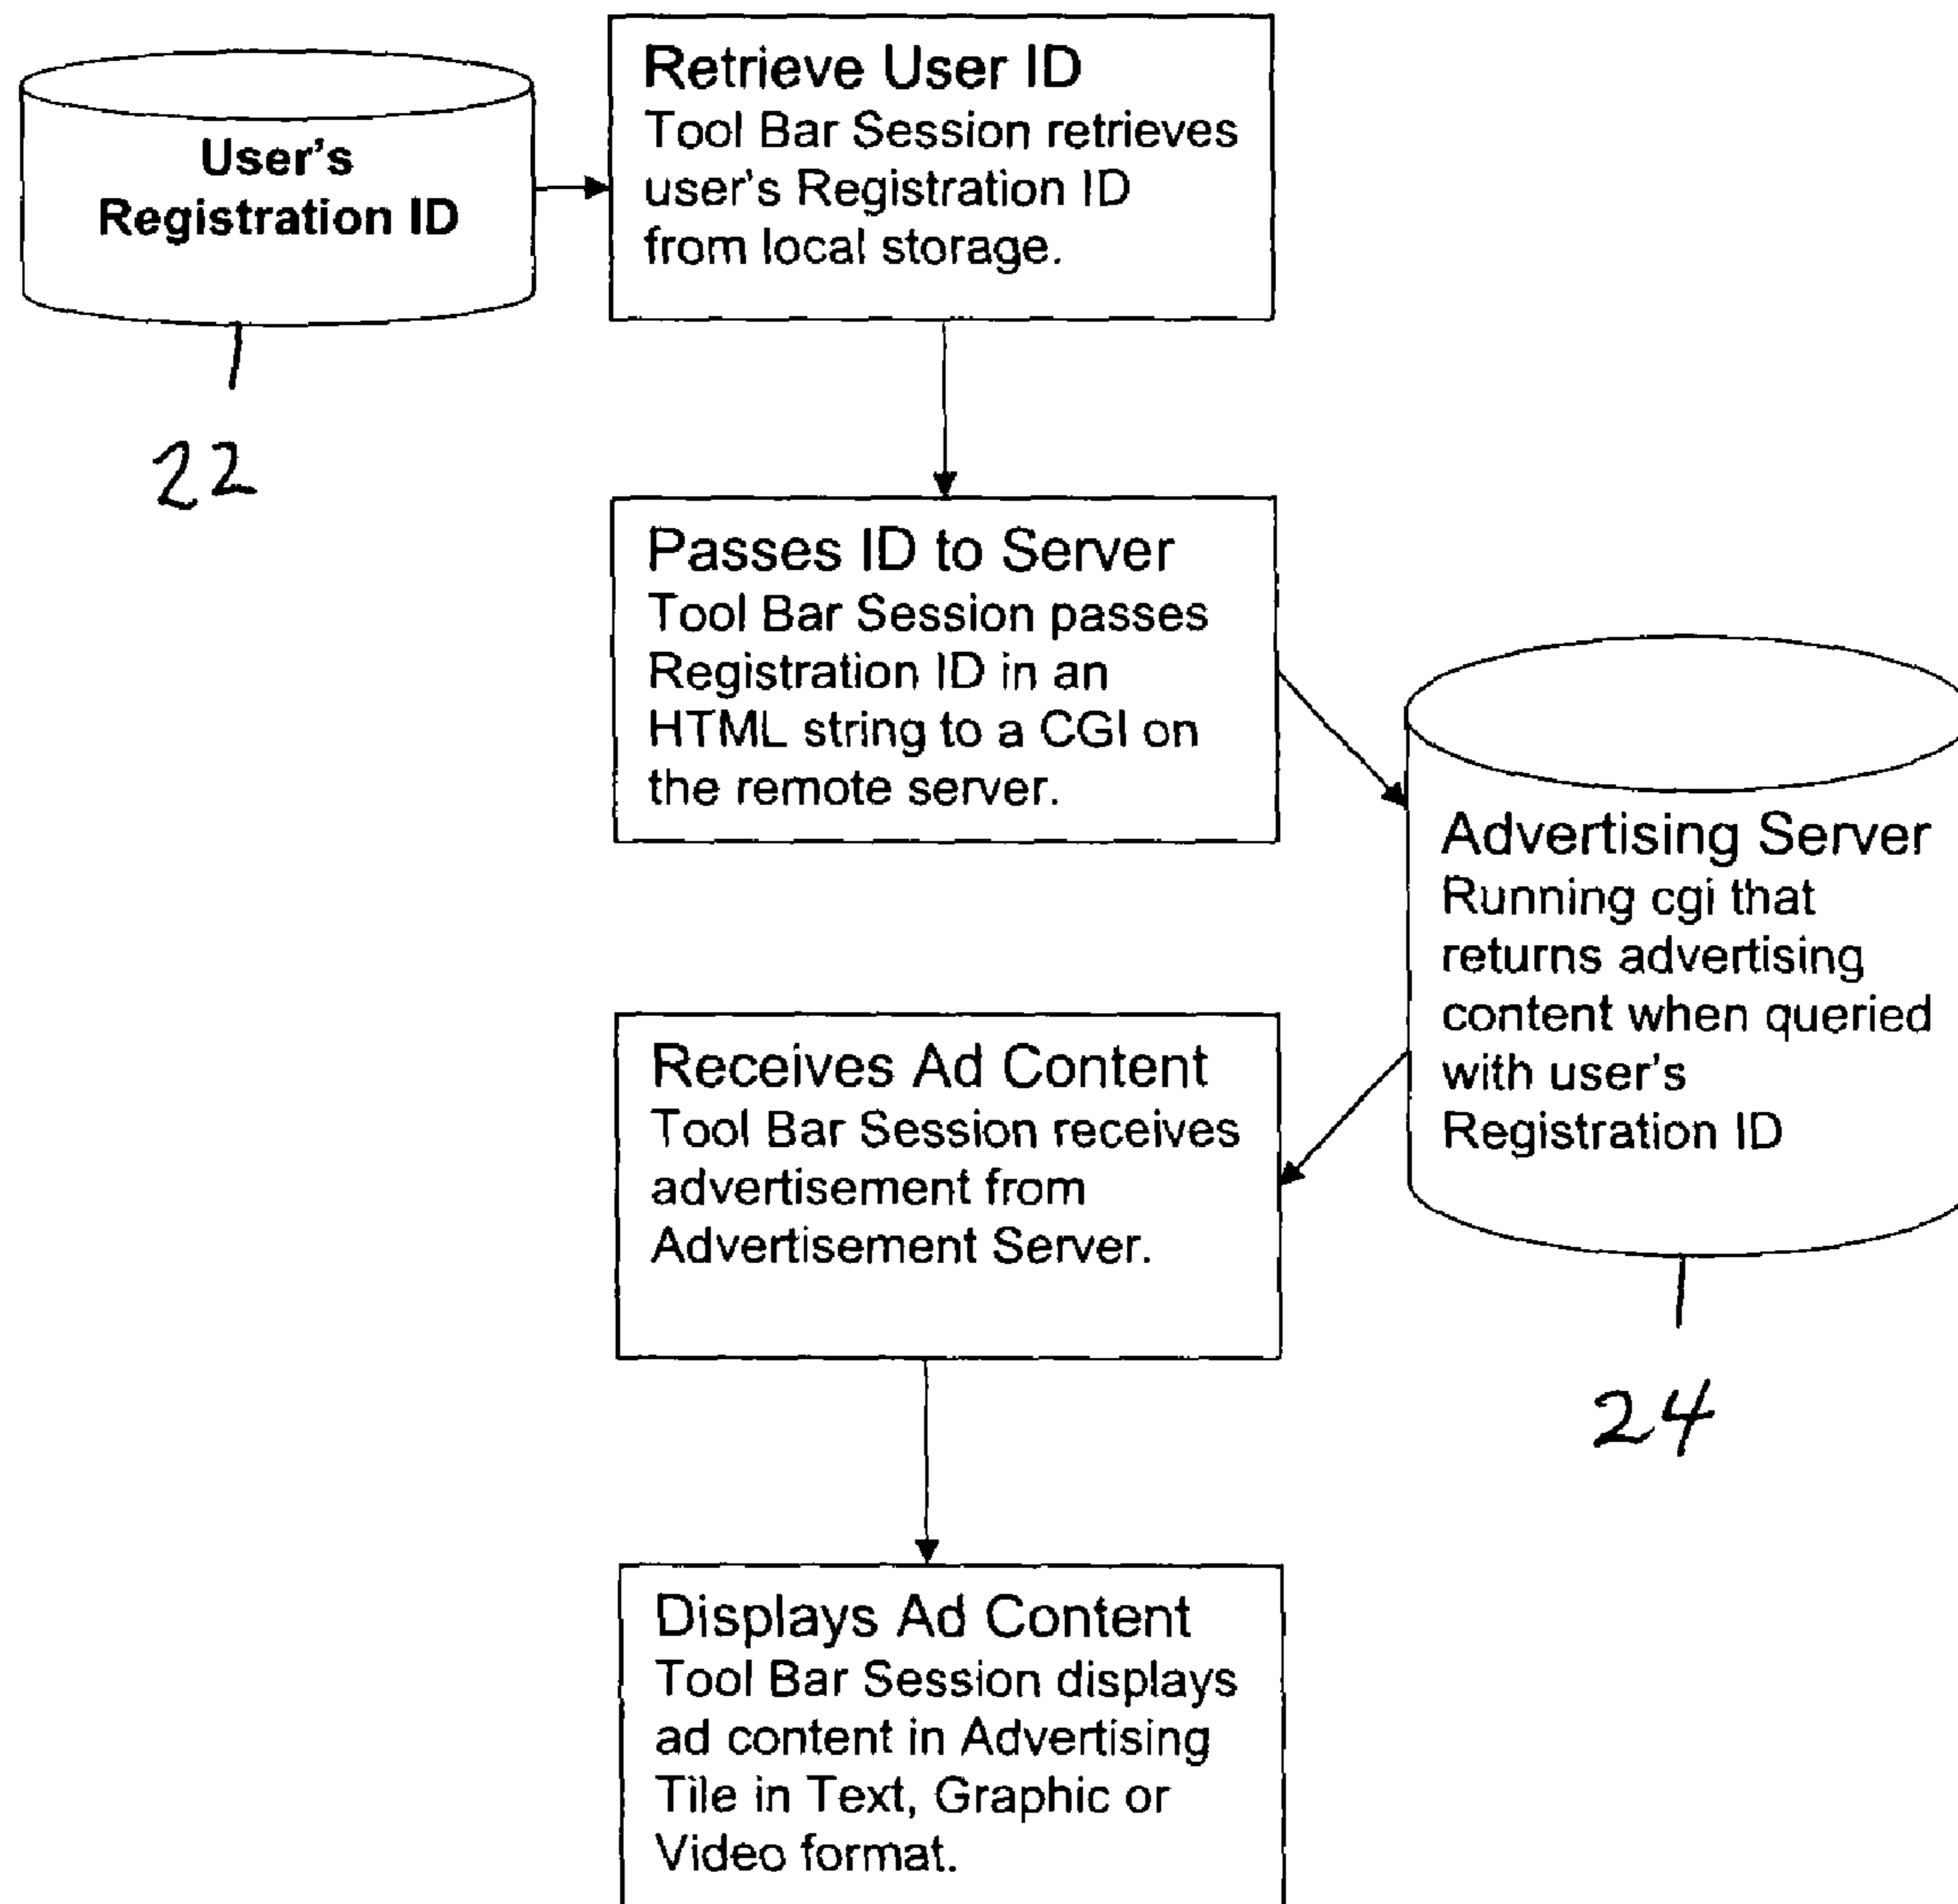 User's
Registration ID
22
Retrieve User ID
Tool Bar Session retrieves
user's Registration ID
from local storage.
Passes ID to Server
Tool Bar Session passes
Registration ID in an
HTML string to a CGI on
the remote server.
Advertising Server
Running cgi that
returns advertising
content when queried
with user's
Registration ID
24
Receives Ad Content
Tool Bar Session receives
advertisement from
Advertisement Server.
Displays Ad Content
Tool Bar Session displays
ad content in Advertising
Tile in Text, Graphic or
Video format.